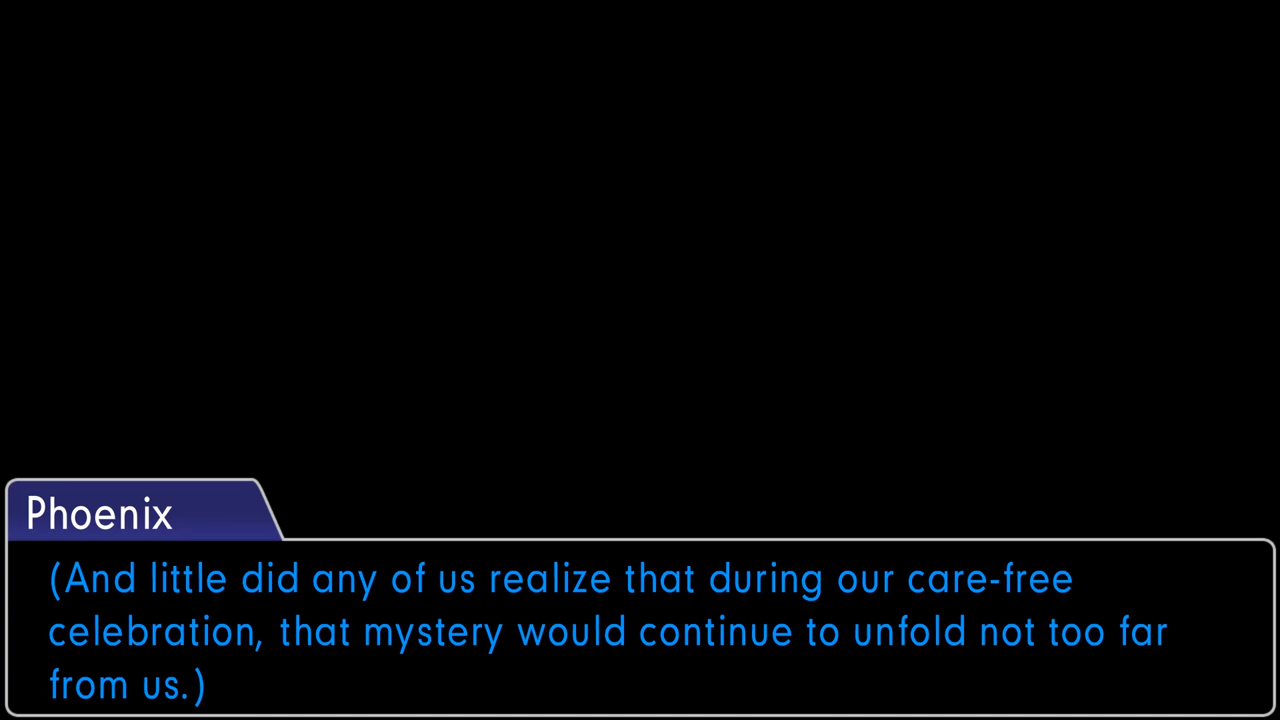 Phoenix
(And little did any of us realize that during our care-free
celebration, that mystery would continue to unfold not too far
from us.)